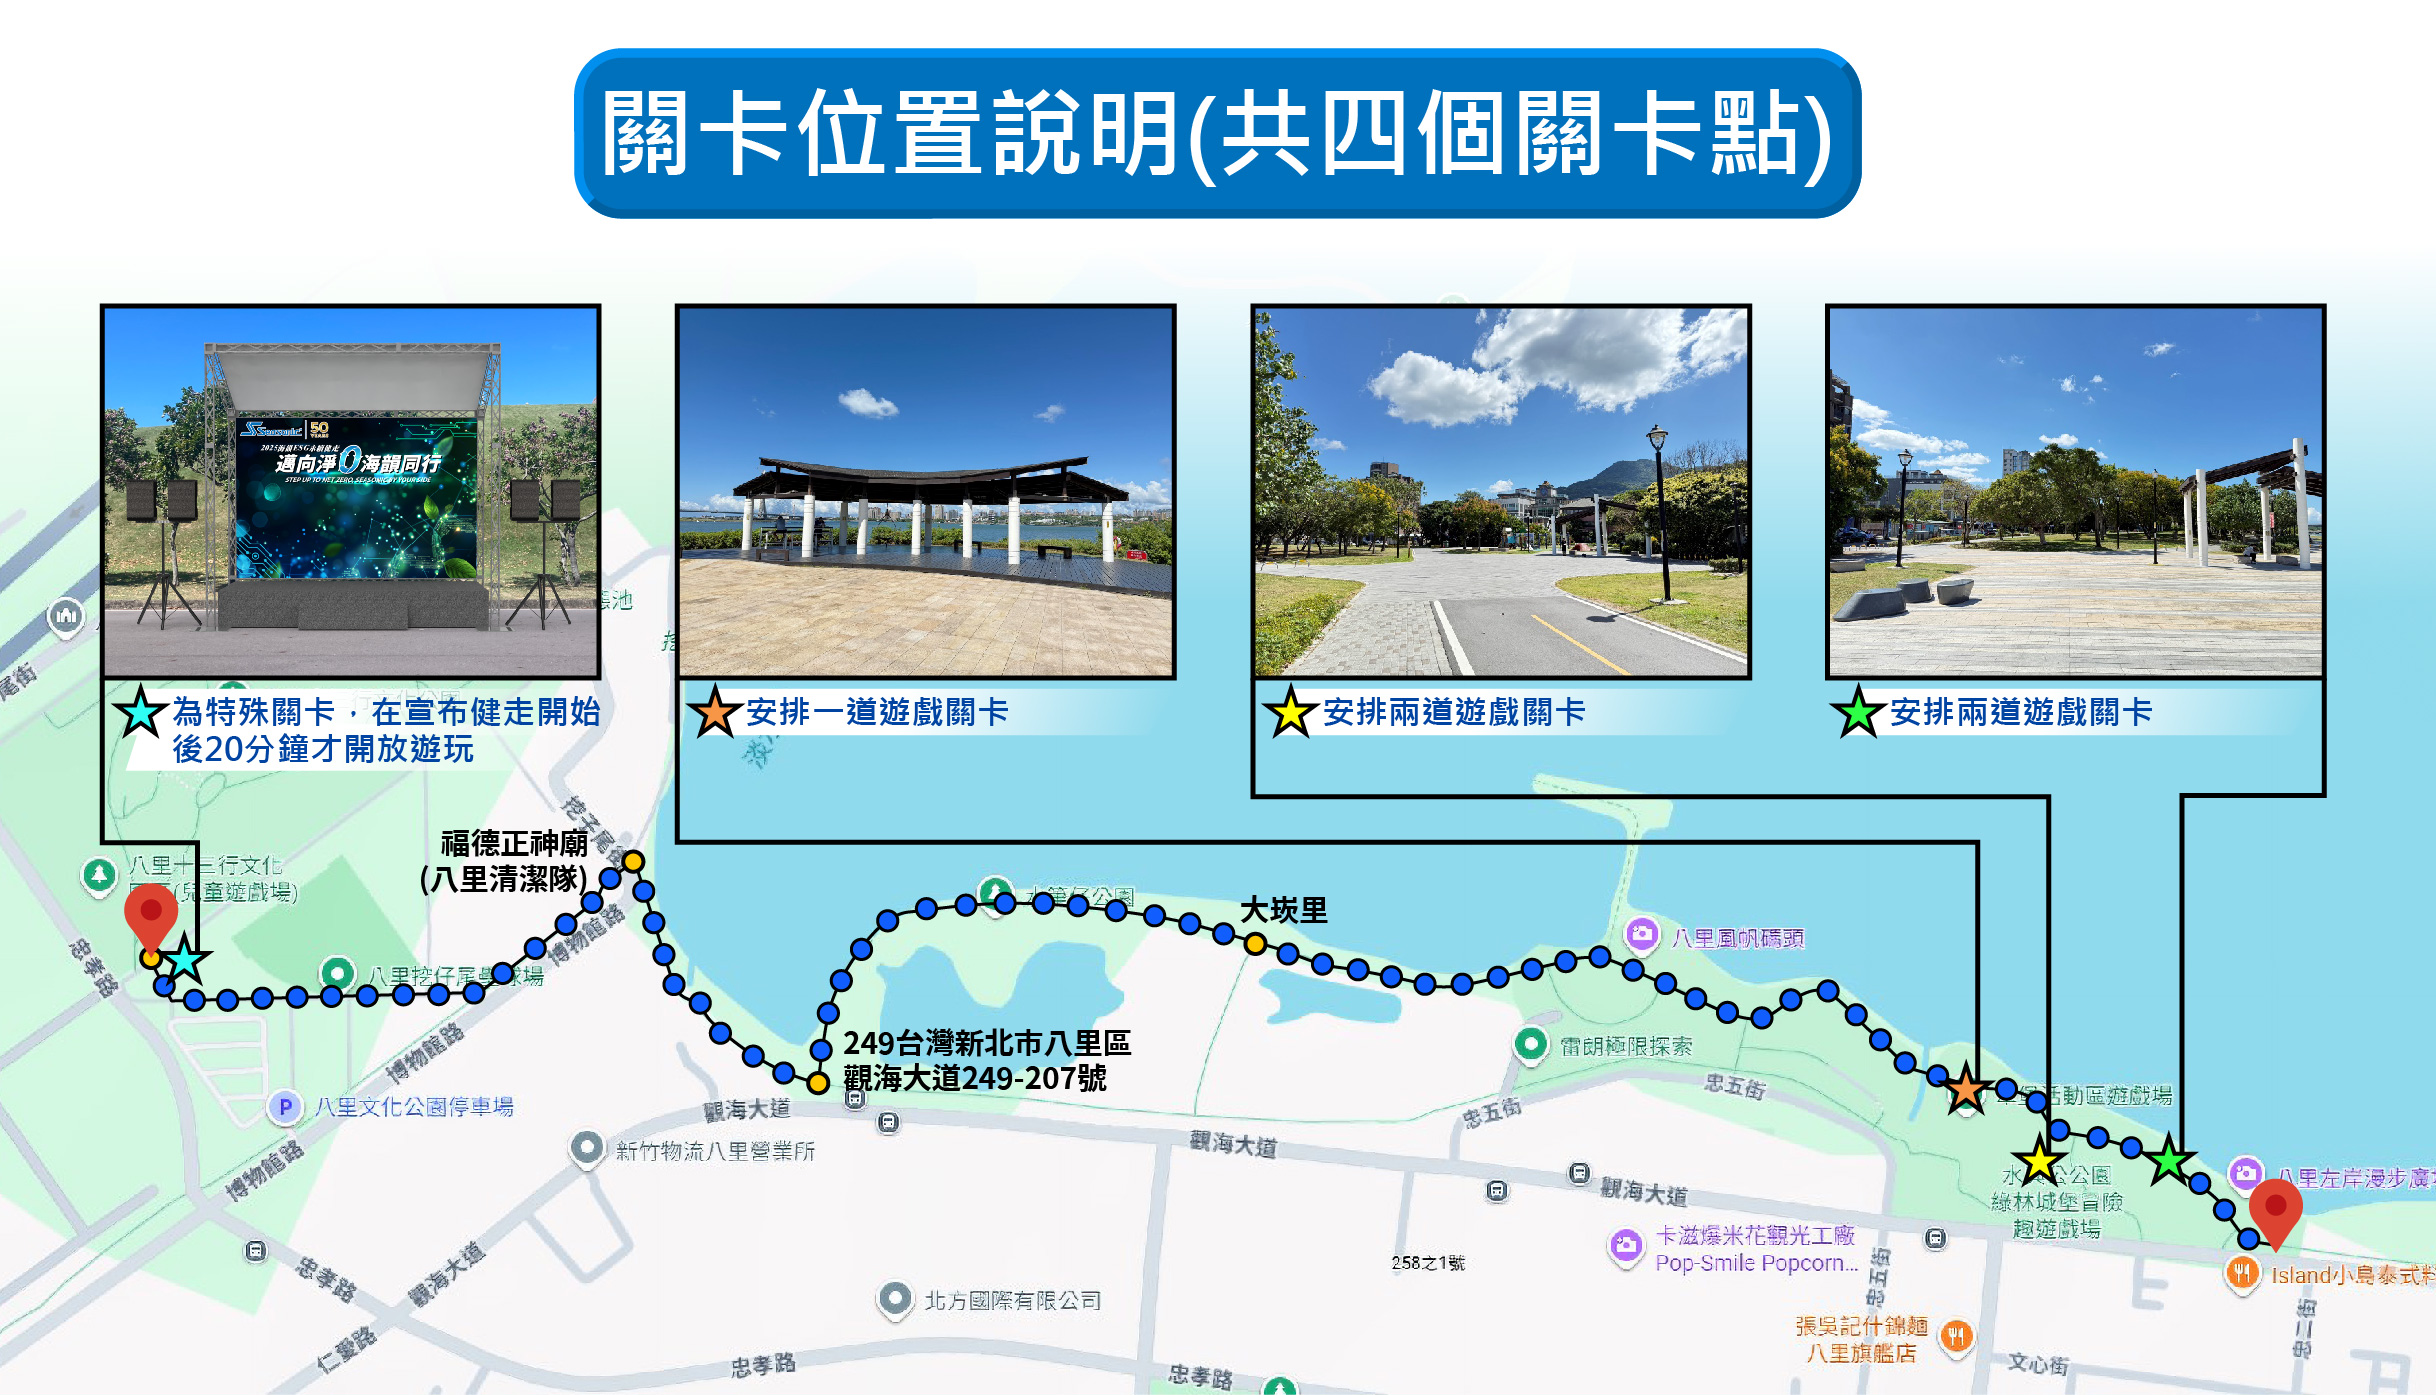 關卡位置說明(共四個關卡點)
Seasonic
50
YEARS
2025海韻ESG永續健走
邁向淨0海韻同行
STEP UP TO NET ZERO, SEASONIC BY YOUR SIDE
為特殊關卡，在宣布健走開始
後20分鐘才開放遊玩
安排一道遊戲關卡
安排兩道遊戲關卡
安排兩道遊戲關卡
福德正神廟
(八里清潔隊)
八里十三行文化
(兒童遊戲場)
八里挖仔尾壘球場
博物館路
博物館路
博物館路
忠孝路
八里文化公園停車場
水筆仔公園
大崁里
八里風帆碼頭
249台灣新北市八里區
觀海大道249-207號
雷朗極限探索
忠五街
忠五街
忠五街
活動區遊戲場
觀海大道
觀海大道
觀海大道
觀海大道
新竹物流八里營業所
綠林城堡冒險
趣遊戲場
八里左岸漫步廣場
卡滋爆米花觀光工廠
Pop-Smile Popcorn...
258之1號
Island小島泰式料
忠孝路
北方國際有限公司
張吳記什錦麵
八里旗艦店
仁愛路
忠孝路
忠孝路
文心街
忠二街